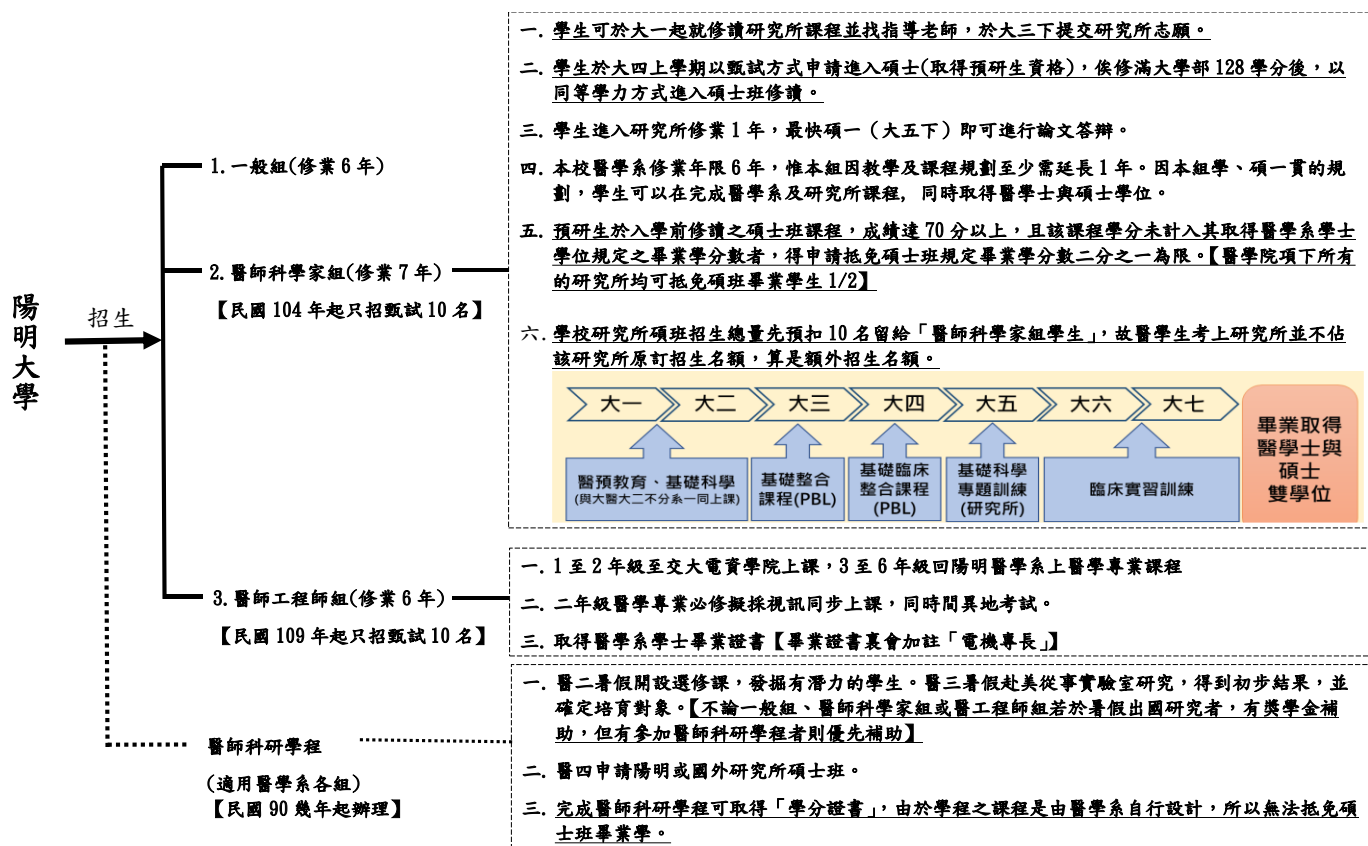 陽明大學
招生
1.一般組(修業 6 年)
2.醫師科學家組(修業 7 年)
【民國 104 年起只招甄試 10 名】
一. 學生可於大一起就修讀研究所課程並找指導老師，於大三下提交研究所志願。
二. 學生於大四上學期以甄試方式申請進入碩士(取得預研生資格)，俟修滿大學部 128 學分後，以
同等學力方式進入碩士班修讀。
三. 學生進入研究所修業 1 年，最快碩一（大五下）即可進行論文答辯。
四. 本校醫學系修業年限 6 年，惟本組因教學及課程規劃至少需延長 1 年。因本組學、碩一貫的規
劃，學生可以在完成醫學系及研究所課程, 同時取得醫學士與碩士學位。
五. 預研生於入學前修讀之碩士班課程，成績達 70 分以上，且該課程學分未計入其取得醫學系學士
學位規定之畢業學分數者，得申請抵免碩士班規定畢業學分數二分之一為限。【醫學院項下所有
的研究所均可抵免碩班畢業學生 1/2】
六. 學校研究所碩班招生總量先預扣 10 名留給「醫師科學家組學生」，故醫學生考上研究所並不佔
該研究所原訂招生名額，算是額外招生名額。
大一 大二 大三 大四 大五 大六 大七
醫預教育、基礎科學
(與大醫大二不分系一同上課)
基礎整合
課程(PBL)
基礎臨床
整合課程
(PBL)
基礎科學
專題訓練
(研究所)
臨床實習訓練
畢業取得
醫學士與
碩士
雙學位
3.醫師工程師組(修業 6 年)
【民國 109 年起只招甄試 10 名】
一. 1 至 2 年級至交大電資學院上課，3 至 6 年級回陽明醫學系上醫學專業課程
二. 二年級醫學專業必修擬採視訊同步上課，同時間異地考試。
三. 取得醫學系學士畢業證書【畢業證書裏會加註「電機專長」】
醫師科研學程
(適用醫學系各組)
【民國 90 幾年起辦理】
一. 醫二暑假開設選修課，發掘有潛力的學生。醫三暑假赴美從事實驗室研究，得到初步結果，並
確定培育對象。【不論一般組、醫師科學家組或醫工程師組若於暑假出國研究者，有獎學金補
助，但有參加醫師科研學程者則優先補助】
二. 醫四申請陽明或國外研究所碩士班。
三. 完成醫師科研學程可取得「學分證書」，由於學程之課程是由醫學系自行設計，所以無法抵免碩
士班畢業學。